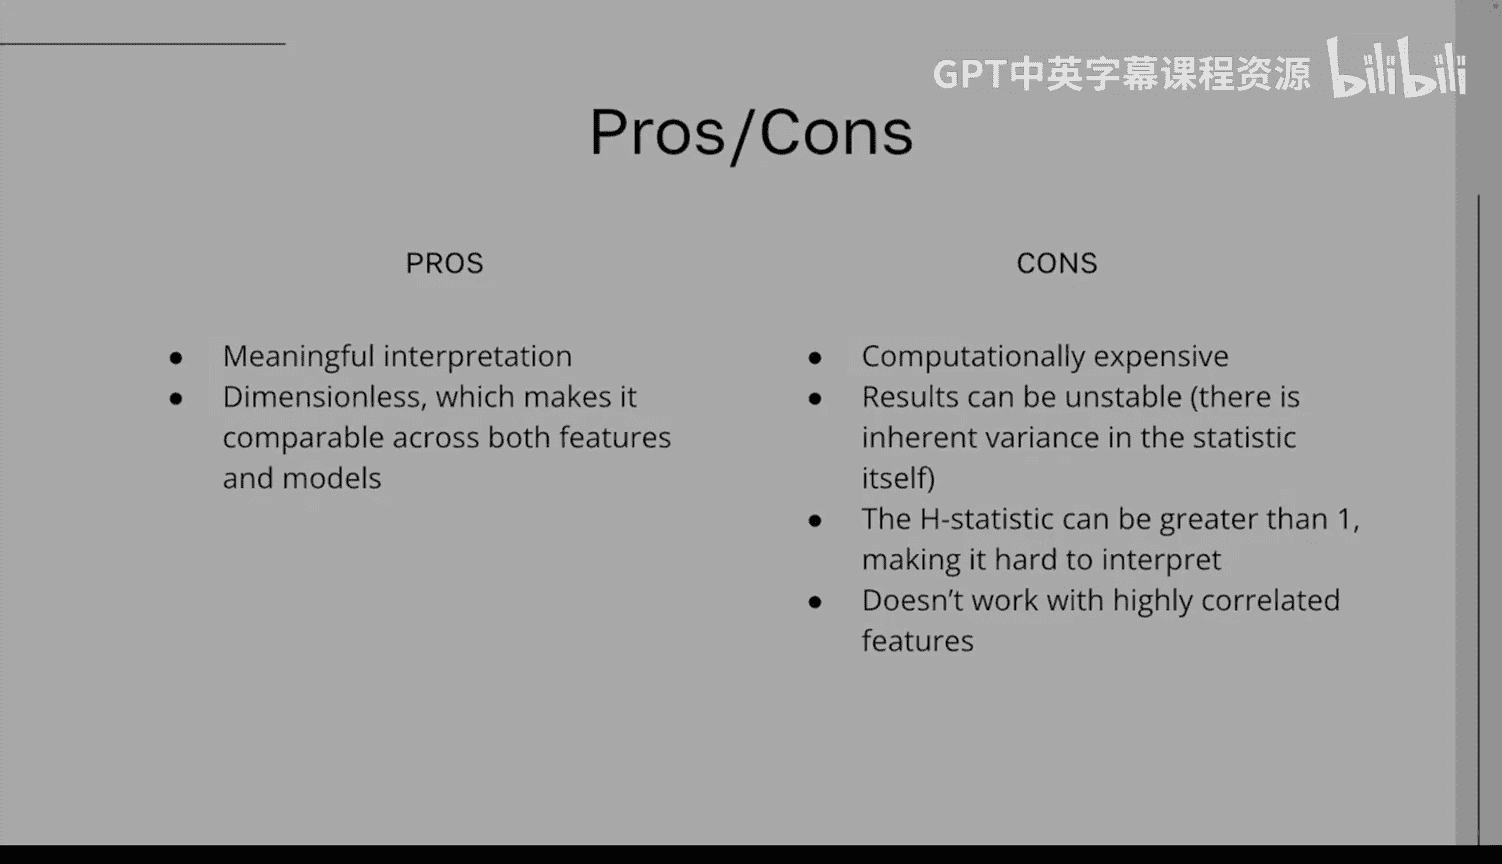 GPT中英字幕课程资源 bilibili
Pros/Cons
PROS
Meaningful interpretation
Dimensionless, which makes it
comparable across both features
and models
CONS
Computationally expensive
Results can be unstable (there is
inherent variance in the statistic
itself)
The H-statistic can be greater than 1,
making it hard to interpret
Doesn’t work with highly correlated
features